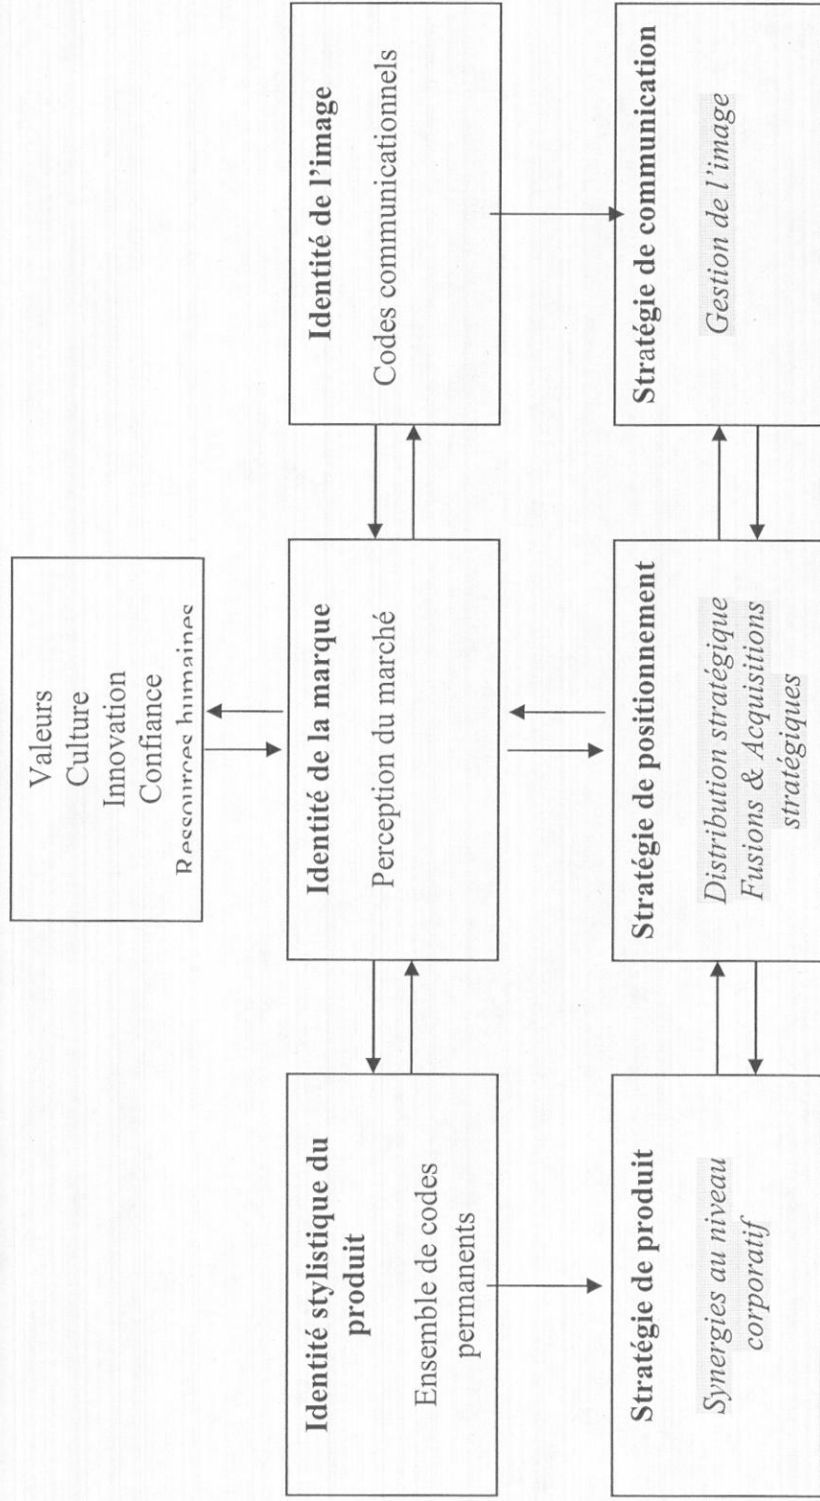 Valeurs
Culture
Innovation
Confiance
Ressources humaines
Identité stylistique du
produit
Ensemble de codes
permanents
Identité de la marque
Perception du marché
Identité de l'image
Codes communicationnels
Stratégie de produit
Synergies au niveau
corporatif
Stratégie de positionnement
Distribution stratégique
Fusions & Acquisitions
stratégiques
Stratégie de communication
Gestion de l'image